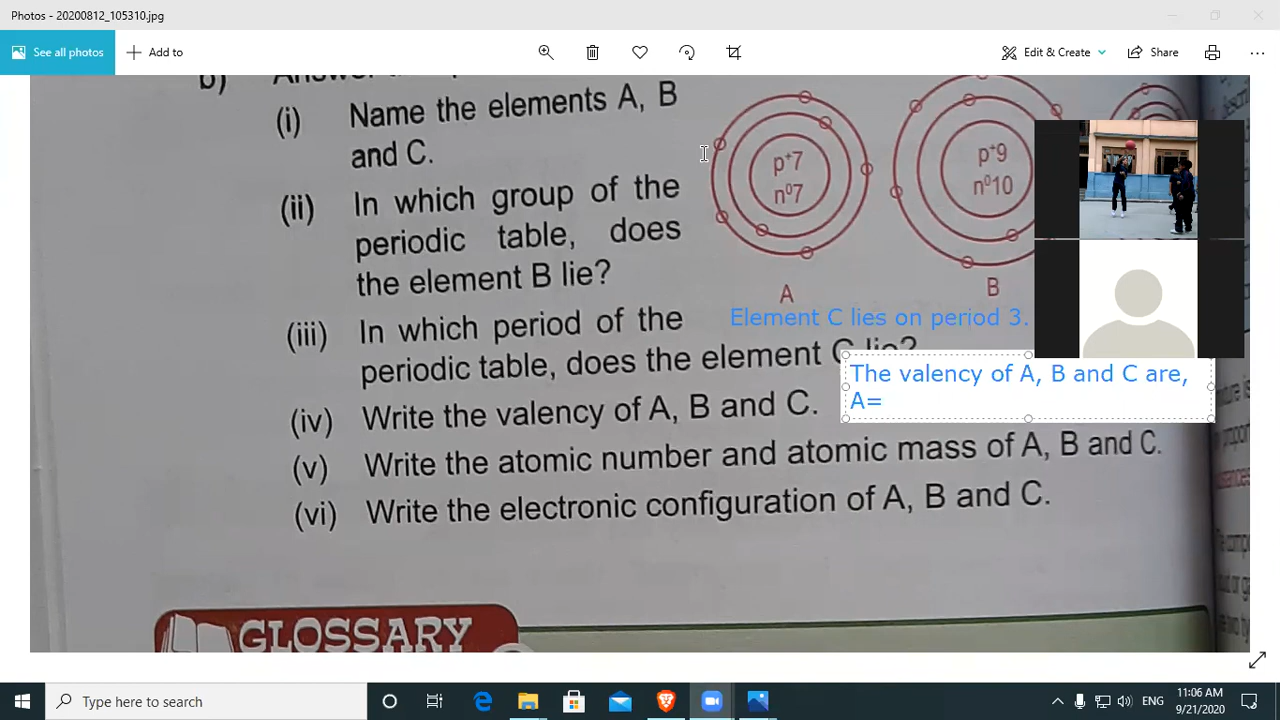 Photos - 20200812_105310.jpg
See all photos
Add to
Edit & Create
Share
b)
(i) Name the elements A, B
and C.
(ii) In which group of the
periodic table, does
the element B lie?
(iii) In which period of the
periodic table, does the element C lie?
(iv) Write the valency of A, B and C.
(v) Write the atomic number and atomic mass of A, B and C.
(vi) Write the electronic configuration of A, B and C.
p⁺7
n⁰7
A
p⁺9
n⁰10
B
Element C lies on period 3.
The valency of A, B and C are,
A=
GLOSSARY
Type here to search
ENG
11:06 AM
9/21/2020